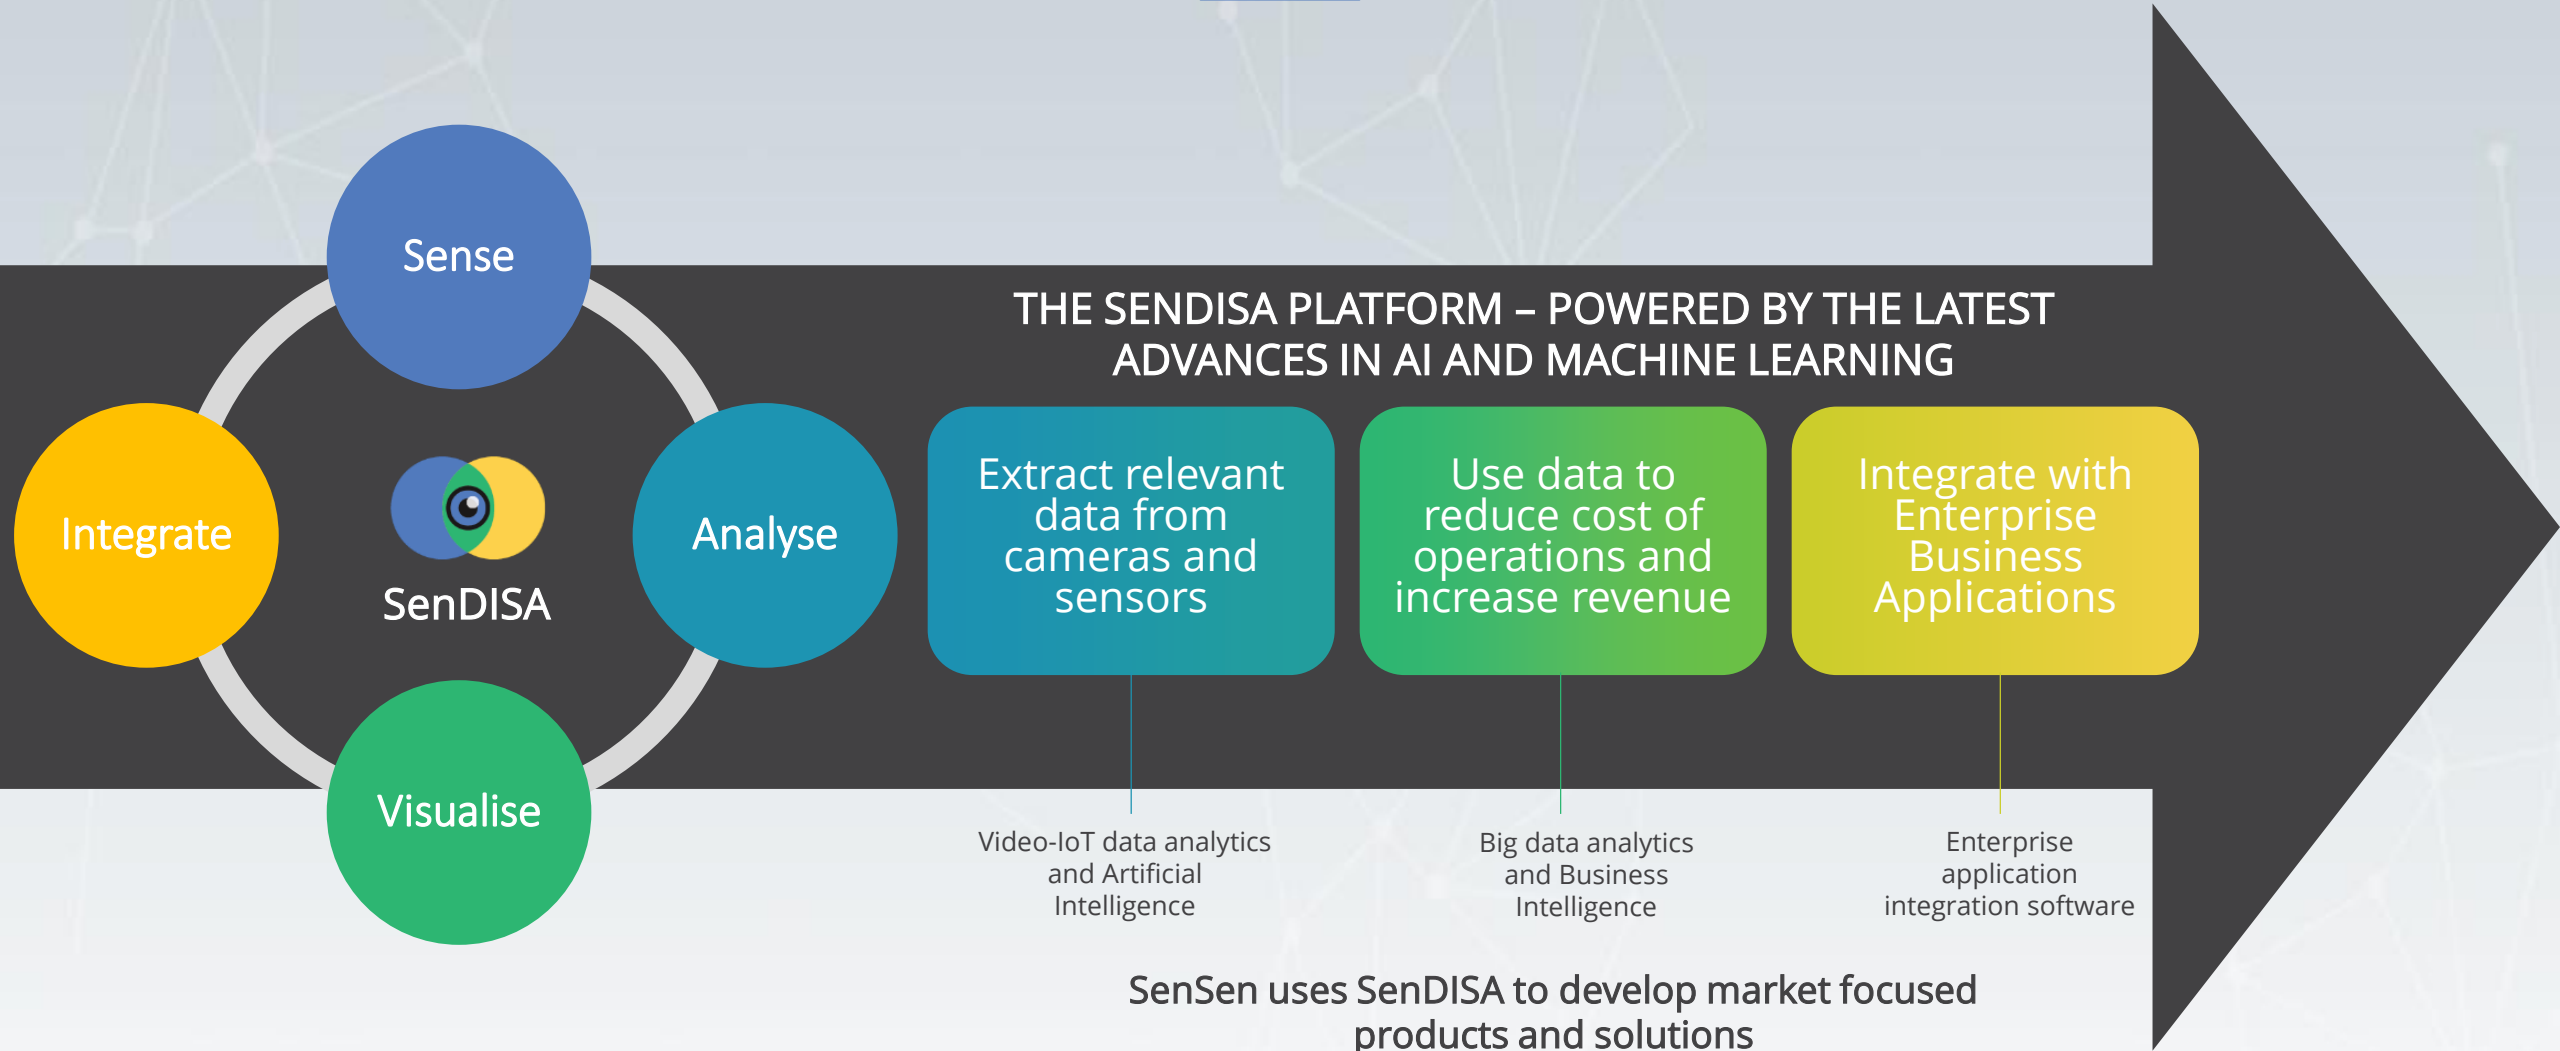 Sense
Integrate
SenDISA
Analyse
Visualise
THE SENDISA PLATFORM – POWERED BY THE LATEST
ADVANCES IN AI AND MACHINE LEARNING
Extract relevant
data from
cameras and
sensors
Use data to
reduce cost of
operations and
increase revenue
Integrate with
Enterprise
Business
Applications
Video-IoT data analytics
and Artificial
Intelligence
Big data analytics
and Business
Intelligence
Enterprise
application
integration software
SenSen uses SenDISA to develop market focused
products and solutions